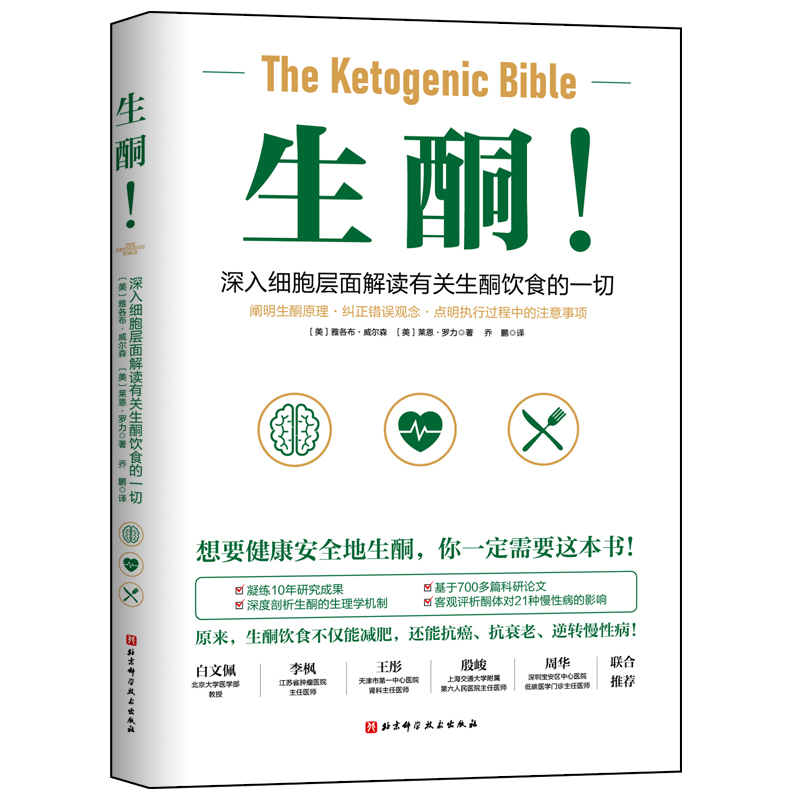 The Ketogenic Bible
生酮！
深入细胞层面解读有关生酮饮食的一切
阐明生酮原理·纠正错误观念·点明执行过程中的注意事项
［美］雅各布·威尔森 ［美］莱恩·罗力◎著 乔 鹏◎译
想要健康安全地生酮，你一定需要这本书！
凝练10年研究成果 基于700多篇科研论文
深度剖析生酮的生理学机制 客观评析酮体对21种慢性病的影响
原来，生酮饮食不仅能减肥，还能抗癌、抗衰老、逆转慢性病！
白文佩 李枫 王彤 殷峻 周华 联合
北京大学医学部 江苏省肿瘤医院 天津市第一中心医院 上海交通大学附属 深圳宝安区中心医院 推荐
教授 主任医师 肾科主任医师 第六人民医院主任医师 低碳医学门诊主任医师
北京科学技术出版社
生酮！
THE
KETOGENIC
BIBLE
深入细胞层面解读有关生酮饮食的一切
［美］雅各布·威尔森 ［美］莱恩·罗力◎著 乔 鹏◎译